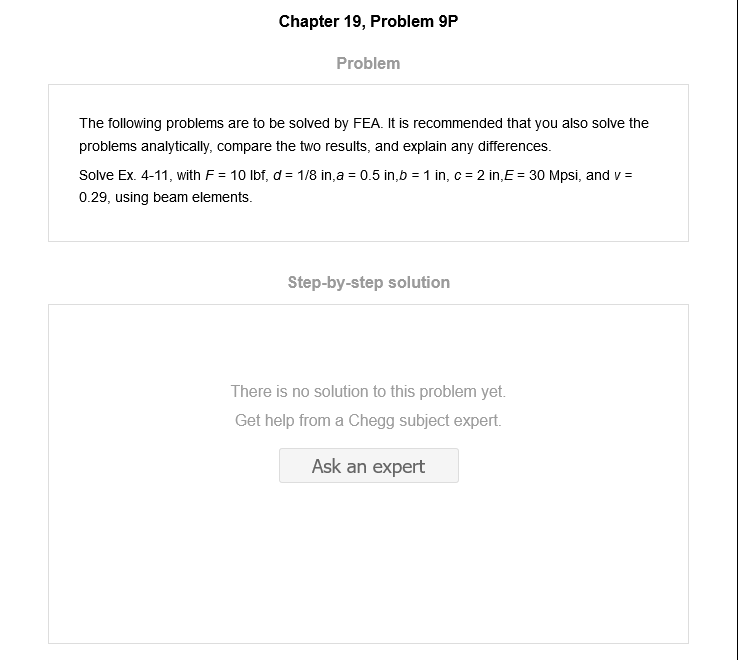 Chapter 19, Problem 9P
Problem
The following problems are to be solved by FEA. It is recommended that you also solve the
problems analytically, compare the two results, and explain any differences.
Solve Ex. 4-11, with F = 10 lbf, d = 1/8 in,a = 0.5 in,b = 1 in, c = 2 in,E = 30 Mpsi, and v =
0.29, using beam elements.
Step-by-step solution
There is no solution to this problem yet.
Get help from a Chegg subject expert.
Ask an expert